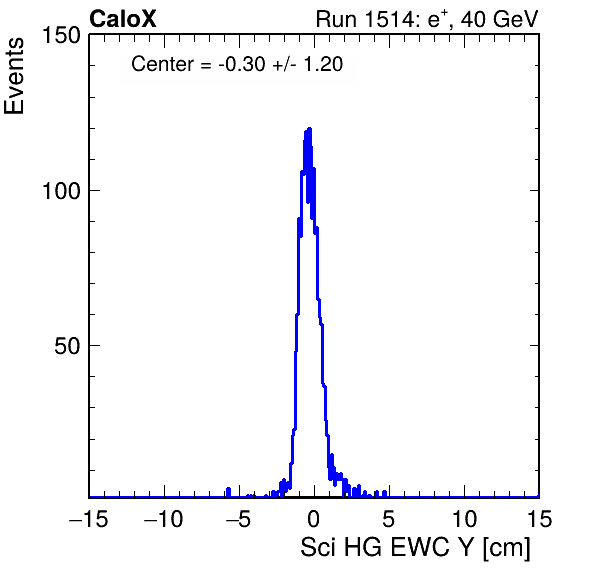 CaloX Run 1514: e⁺, 40 GeV
Events
Center = -0.30 +/- 1.20
150
100
50
−15 −10 −5 0 5 10 15
Sci HG EWC Y [cm]